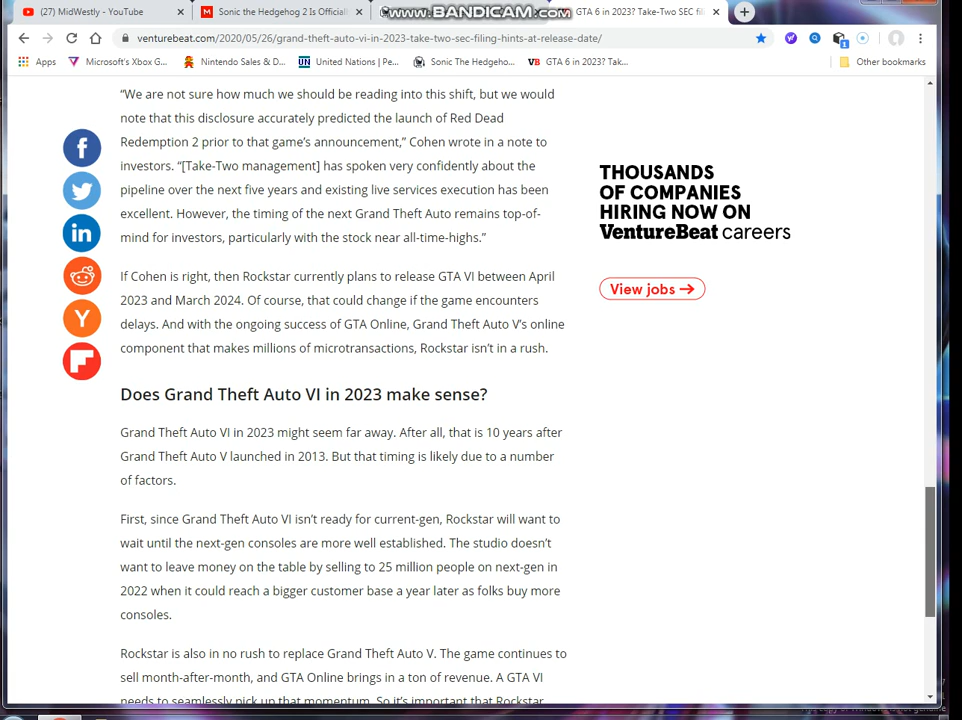 (27) MidWestly - YouTube
Sonic the Hedgehog 2 Is Officiall
www.BANDICAM.com
GTA 6 in 2023? Take-Two SEC fil
venturebeat.com/2020/05/26/grand-theft-auto-vi-in-2023-take-two-sec-filing-hints-at-release-date/
Apps
Microsoft's Xbox G...
Nintendo Sales & D...
UN United Nations | Pe...
Sonic The Hedgeho...
VB GTA 6 in 2023? Tak...
Other bookmarks
“We are not sure how much we should be reading into this shift, but we would
note that this disclosure accurately predicted the launch of Red Dead
Redemption 2 prior to that game’s announcement,” Cohen wrote in a note to
investors. “[Take-Two management] has spoken very confidently about the
pipeline over the next five years and existing live services execution has been
excellent. However, the timing of the next Grand Theft Auto remains top-of-
mind for investors, particularly with the stock near all-time-highs.”
If Cohen is right, then Rockstar currently plans to release GTA VI between April
2023 and March 2024. Of course, that could change if the game encounters
delays. And with the ongoing success of GTA Online, Grand Theft Auto V’s online
component that makes millions of microtransactions, Rockstar isn’t in a rush.
Does Grand Theft Auto VI in 2023 make sense?
Grand Theft Auto VI in 2023 might seem far away. After all, that is 10 years after
Grand Theft Auto V launched in 2013. But that timing is likely due to a number
of factors.
First, since Grand Theft Auto VI isn’t ready for current-gen, Rockstar will want to
wait until the next-gen consoles are more well established. The studio doesn’t
want to leave money on the table by selling to 25 million people on next-gen in
2022 when it could reach a bigger customer base a year later as folks buy more
consoles.
Rockstar is also in no rush to replace Grand Theft Auto V. The game continues to
sell month-after-month, and GTA Online brings in a ton of revenue. A GTA VI
needs to seamlessly pick up that momentum. So it’s important that Rockstar
THOUSANDS
OF COMPANIES
HIRING NOW ON
VentureBeat careers
View jobs →